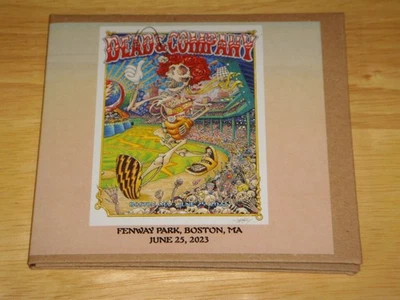 DEAD & COMPANY
FENWAY PARK, BOSTON, MA
JUNE 25, 2023